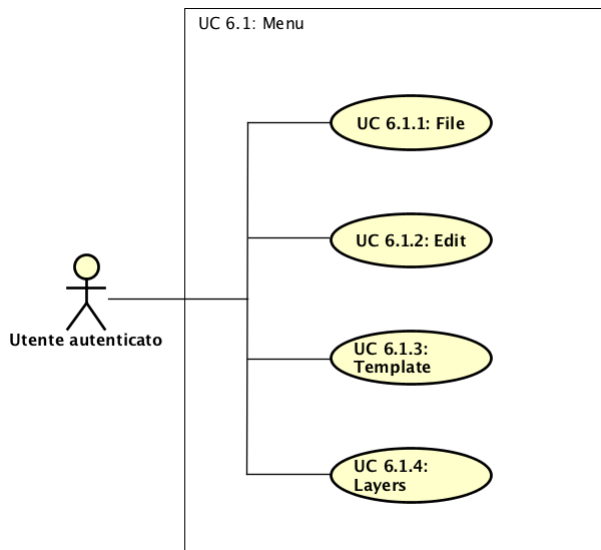 UC 6.1: Menu
UC 6.1.1: File
UC 6.1.2: Edit
Utente autenticato
UC 6.1.3:
Template
UC 6.1.4:
Layers